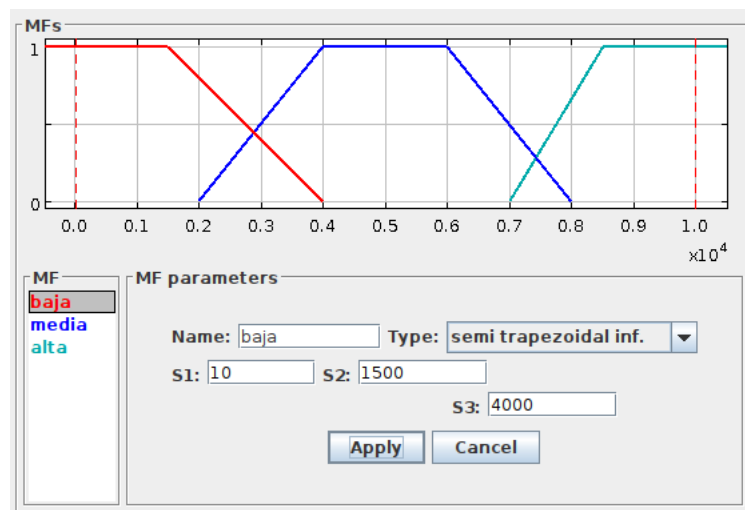 MFs
1
0
0.0 0.1 0.2 0.3 0.4 0.5 0.6 0.7 0.8 0.9 1.0
x10^4
MF
baja
media
alta
MF parameters
Name: baja Type: semi trapezoidal inf.
S1: 10 S2: 1500
S3: 4000
Apply Cancel